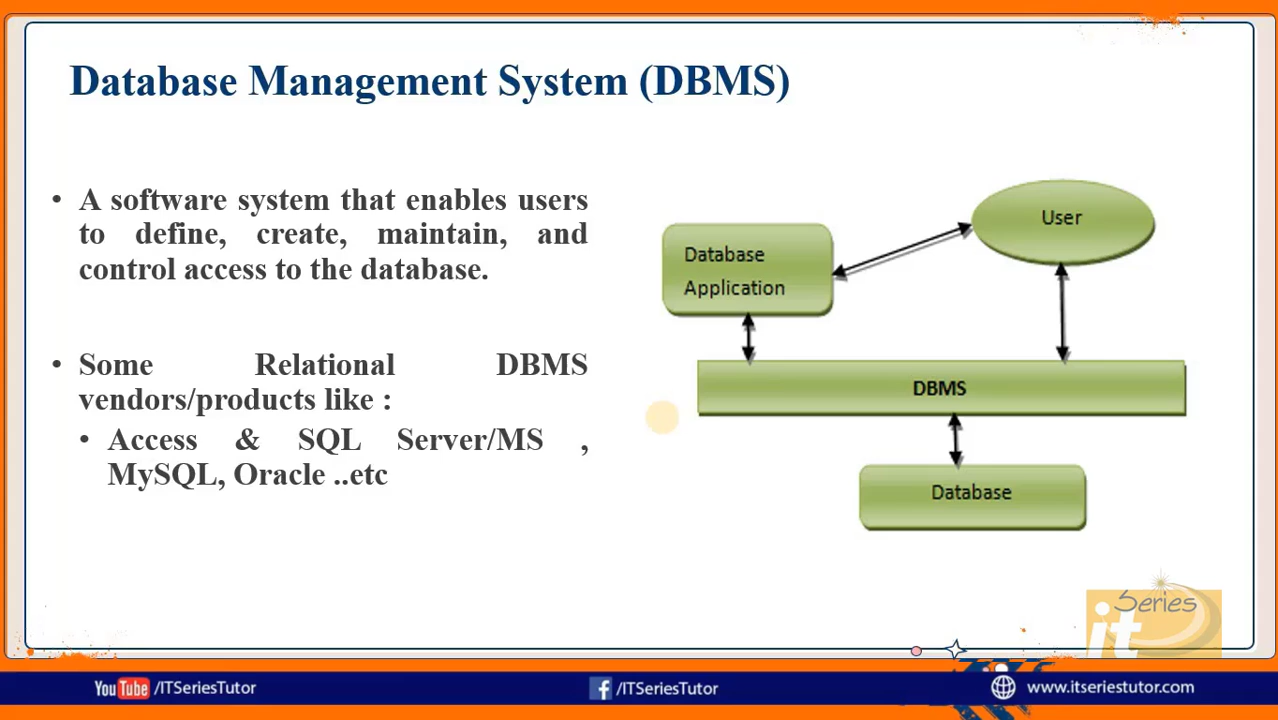 Database Management System (DBMS)
• A software system that enables users
to define, create, maintain, and
control access to the database.
• Some Relational DBMS
vendors/products like :
• Access & SQL Server/MS ,
MySQL, Oracle ..etc
User
Database
Application
DBMS
Database
Series
it
YouTube /ITSeriesTutor
f /ITSeriesTutor
www.itseriestutor.com